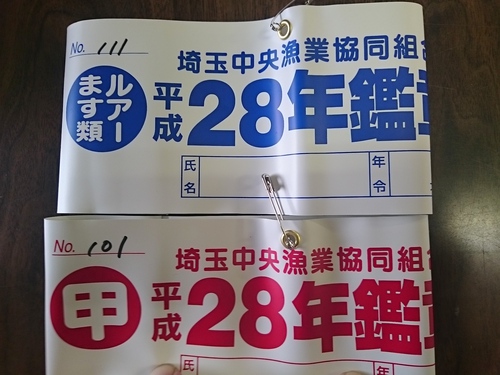 No. 111
埼玉中央漁業協同組
ルアー
ます類
平成
28年鑑
氏名
年令
No. 101
埼玉中央漁業協同組
甲
平成
28年鑑
氏
年